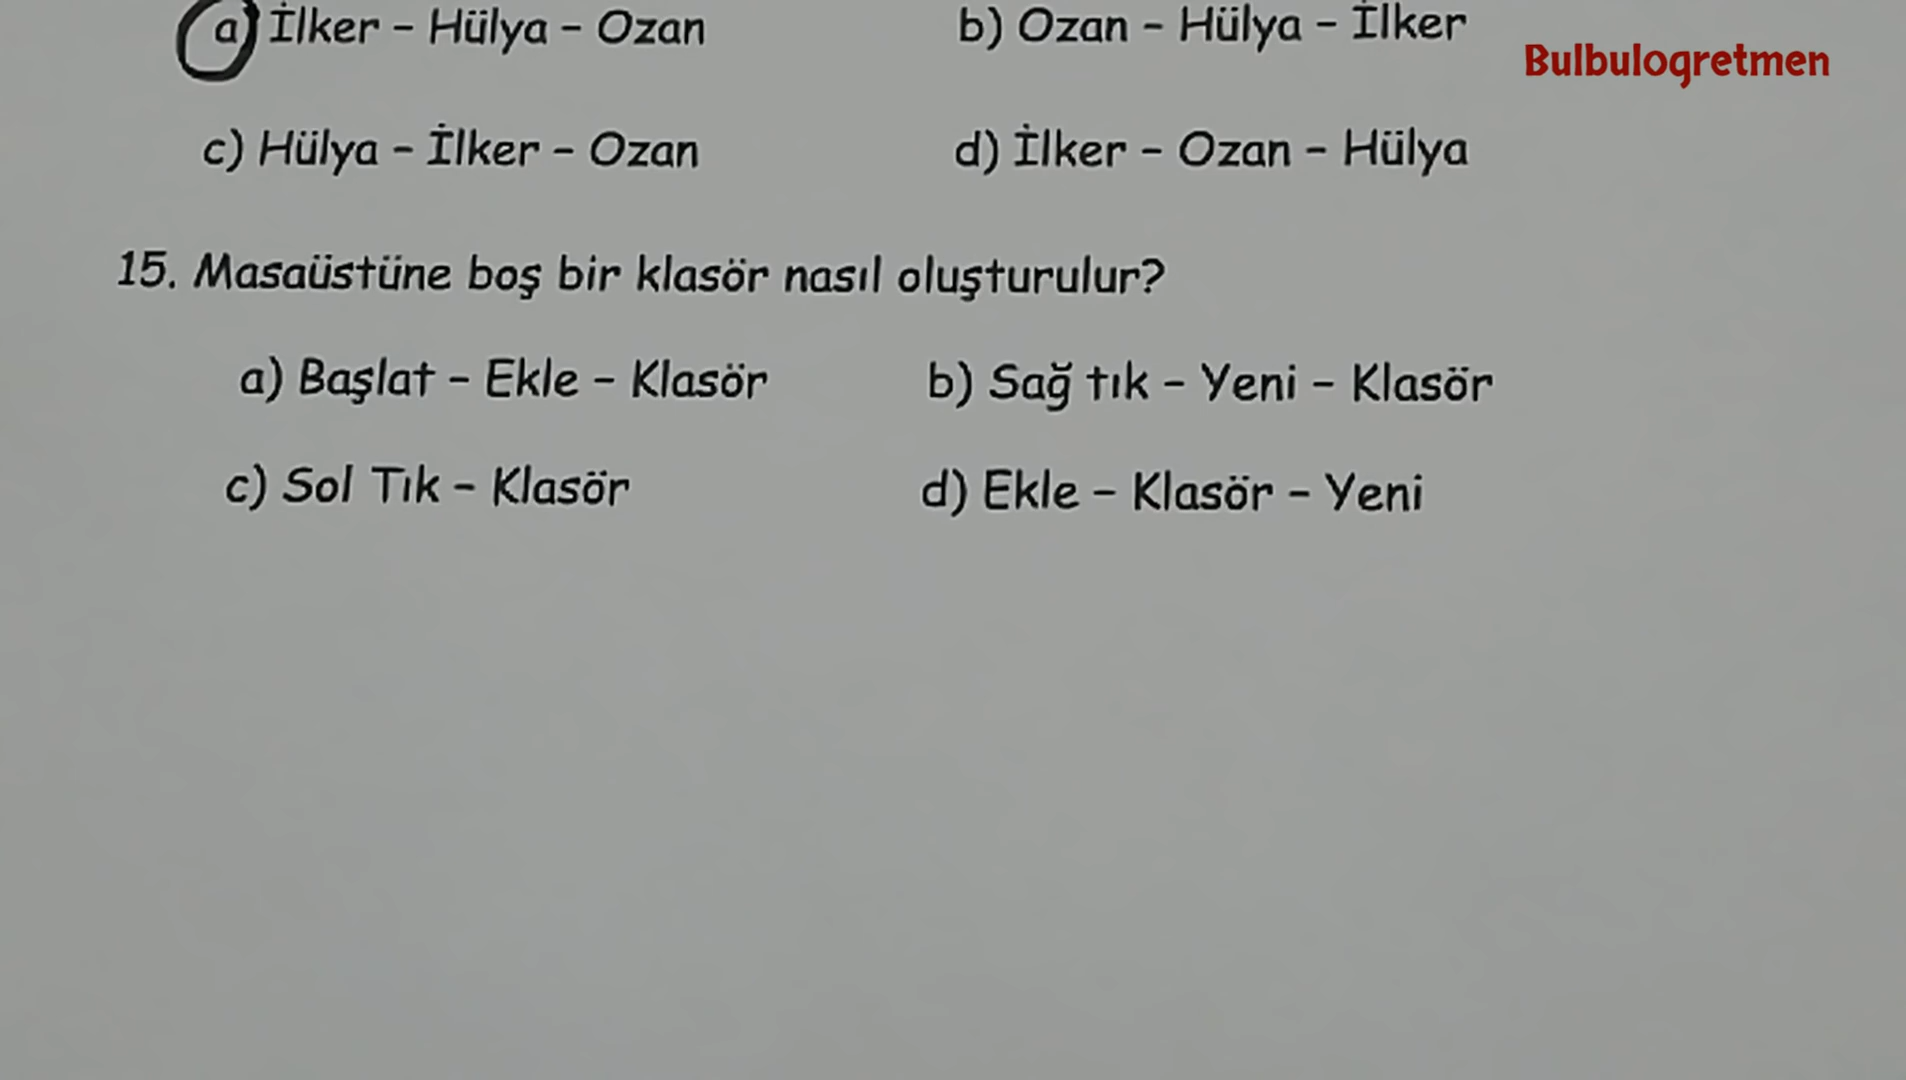 a) İlker - Hülya - Ozan b) Ozan - Hülya - İlker
Bulbulogretmen
c) Hülya - İlker - Ozan d) İlker - Ozan - Hülya
15. Masaüstüne boş bir klasör nasıl oluşturulur?
a) Başlat - Ekle - Klasör b) Sağ tık - Yeni - Klasör
c) Sol Tık - Klasör d) Ekle - Klasör - Yeni